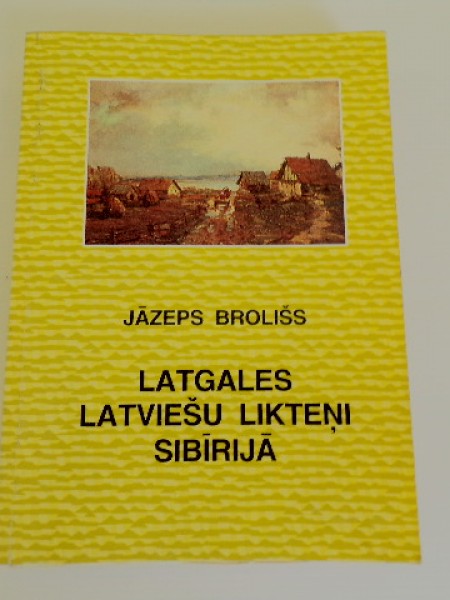 JĀZEPS BROLIŠS
LATGALES
LATVIEŠU LIKTEŅI
SIBĪRIJĀ